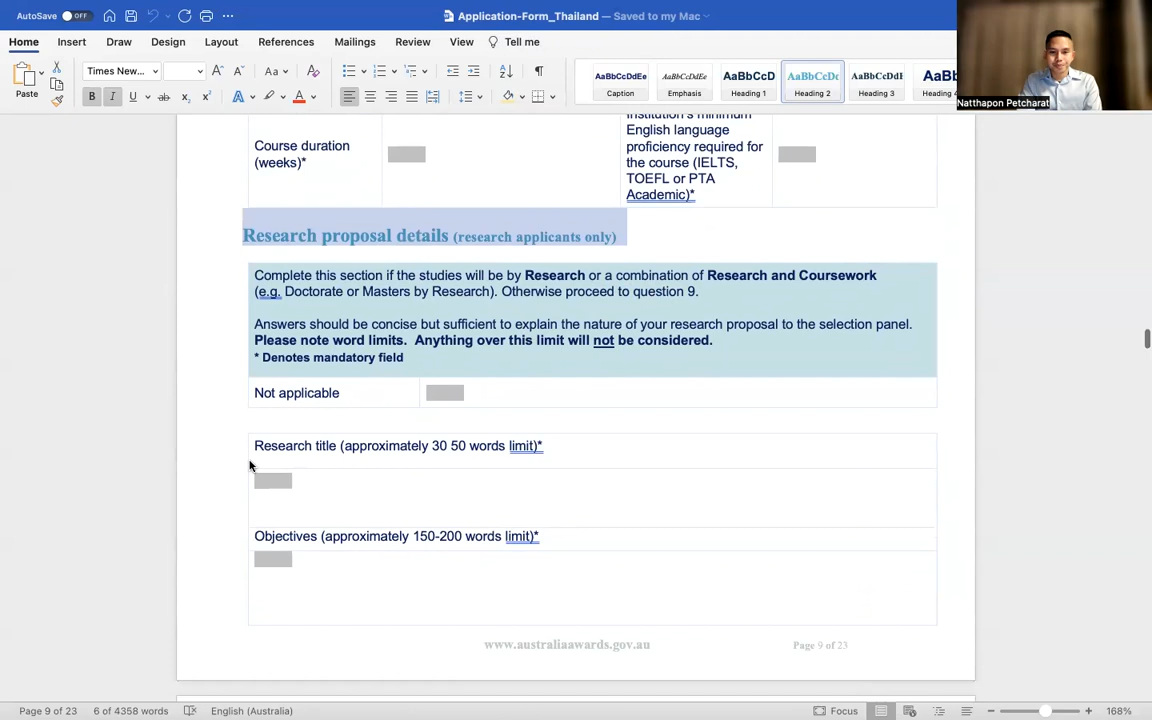 AutoSave OFF
Application-Form_Thailand — Saved to my Mac
Home Insert Draw Design Layout References Mailings Review View Tell me
Paste
Times New...
Aa
B I U ab x₂ x² A A
AaBbCcDdEe
Caption
AaBbCcDdEe
Emphasis
AaBbCcD
Heading 1
AaBbCcDc
Heading 2
AaBbCcDdE
Heading 3
AaBb
Heading 4
Natthapon Petcharat
Course duration
(weeks)*
Institution's minimum
English language
proficiency required for
the course (IELTS,
TOEFL or PTA
Academic)*
Research proposal details (research applicants only)
Complete this section if the studies will be by Research or a combination of Research and Coursework
(e.g. Doctorate or Masters by Research). Otherwise proceed to question 9.
Answers should be concise but sufficient to explain the nature of your research proposal to the selection panel.
Please note word limits. Anything over this limit will not be considered.
* Denotes mandatory field
Not applicable
Research title (approximately 30 50 words limit)*
Objectives (approximately 150-200 words limit)*
www.australiaawards.gov.au
Page 9 of 23
Page 9 of 23 6 of 4358 words English (Australia) Focus 168%